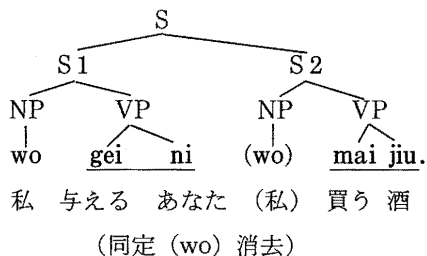 S
S1 S2
NP VP NP VP
wo gei ni (wo) mai jiu.
私 与える あなた (私) 買う 酒
(同定 (wo) 消去)